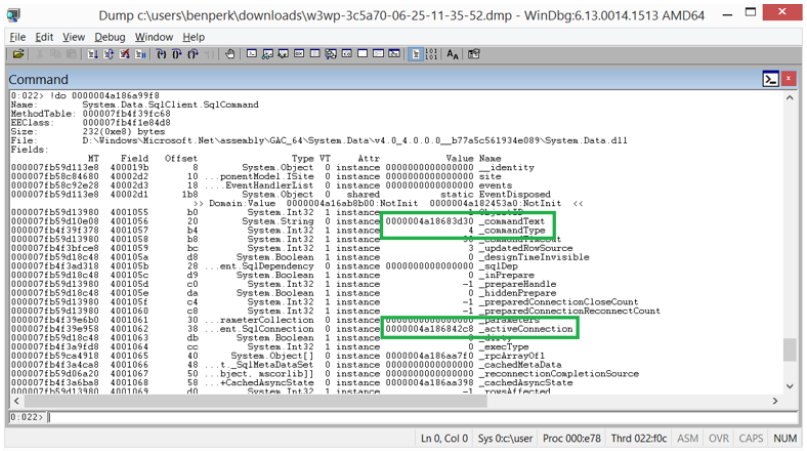 Dump c:\users\benperk\downloads\w3wp-3c5a70-06-25-11-35-52.dmp - WinDbg:6.13.0014.1513 AMD64
File Edit View Debug Window Help
Command
0:022> !do 0000004a186a99f8
Name: System.Data.SqlClient.SqlCommand
MethodTable: 000007fb4f39fc68
EEClass: 000007fb4f1e84d8
Size: 232(0xe8) bytes
File: D:\Windows\Microsoft.Net\assembly\GAC_64\System.Data\v4.0_4.0.0.0__b77a5c561934e089\System.Data.dll
Fields:
MT Field Offset Type VT Attr Value Name
000007fb59d113e8 400019b 8 System.Object 0 instance 0000000000000000 __identity
000007fb58c84680 40002d2 10 ...ponentModel.ISite 0 instance 0000000000000000 site
000007fb58c92e28 40002d3 18 ....EventHandlerList 0 instance 0000000000000000 events
000007fb59d113e8 40002d1 1b8 System.Object 0 shared static EventDisposed
>> Domain:Value 0000004a16ab8b00:NotInit 0000004a182453a0:NotInit <<
000007fb59d13980 4001055 b0 System.Int32 1 instance ObjectID
000007fb59d10e08 4001056 20 System.String 0 instance 0000004a18683d30 _commandText
000007fb4f39f378 4001057 b4 System.Int32 1 instance 4 _commandType
000007fb59d13980 4001058 b8 System.Int32 1 instance 30 _commandTimeout
000007fb4f3bfce8 4001059 bc System.Int32 1 instance 3 _updatedRowSource
000007fb59d18c48 400105a d8 System.Boolean 1 instance 0 _designTimeInvisible
000007fb4f3ad318 400105b 28 ...ent.SqlDependency 0 instance 0000000000000000 _sqlDep
000007fb59d18c48 400105c d9 System.Boolean 1 instance 0 _inPrepare
000007fb59d13980 400105d c0 System.Int32 1 instance -1 _prepareHandle
000007fb59d18c48 400105e da System.Boolean 1 instance 0 _hiddenPrepare
000007fb59d13980 400105f c4 System.Int32 1 instance -1 _preparedConnectionCloseCount
000007fb59d13980 4001060 c8 System.Int32 1 instance -1 _preparedConnectionReconnectCount
000007fb4f39e6b0 4001061 30 ...rameterCollection 0 instance 0000000000000000 _parameters
000007fb4f39e958 4001062 38 ...ent.SqlConnection 0 instance 0000004a186842c8 _activeConnection
000007fb59d18c48 4001063 db System.Boolean 1 instance 0 _dirty
000007fb4f3a9fd8 4001064 cc System.Int32 1 instance 0 _execType
000007fb59ca4918 4001065 40 System.Object[] 0 instance 0000004a186aa7f0 _rpcArrayOf1
000007fb4f3a4ca8 4001066 48 ...t._SqlMetaDataSet 0 instance 0000000000000000 _cachedMetaData
000007fb59d06a20 4001067 50 ...bject, mscorlib]] 0 instance 0000000000000000 _reconnectionCompletionSource
000007fb4f3a6ba8 4001068 58 ...+CachedAsyncState 0 instance 0000004a186aa398 _cachedAsyncState
000007fb59d13980 4001069 d0 System.Int32 1 instance -1 _rowsAffected
0:022>
Ln 0, Col 0 Sys 0:c:\user Proc 000:e78 Thrd 022:f0c ASM OVR CAPS NUM